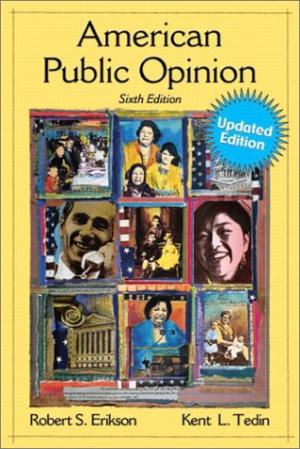 American
Public Opinion
Sixth Edition
Updated
Edition
Robert S. Erikson Kent L. Tedin